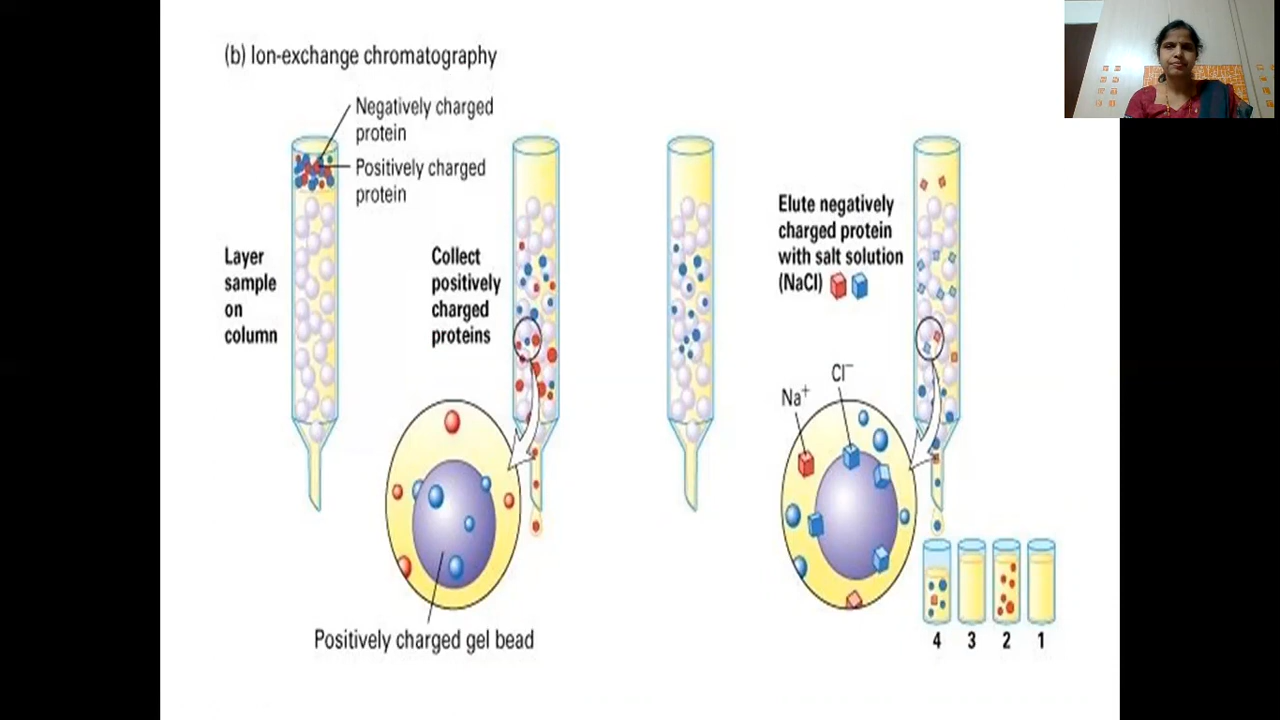 (b) Ion-exchange chromatography
Negatively charged
protein
Positively charged
protein
Layer
sample
on
column
Collect
positively
charged
proteins
Elute negatively
charged protein
with salt solution
(NaCl)
Cl⁻
Na⁺
Positively charged gel bead
4 3 2 1